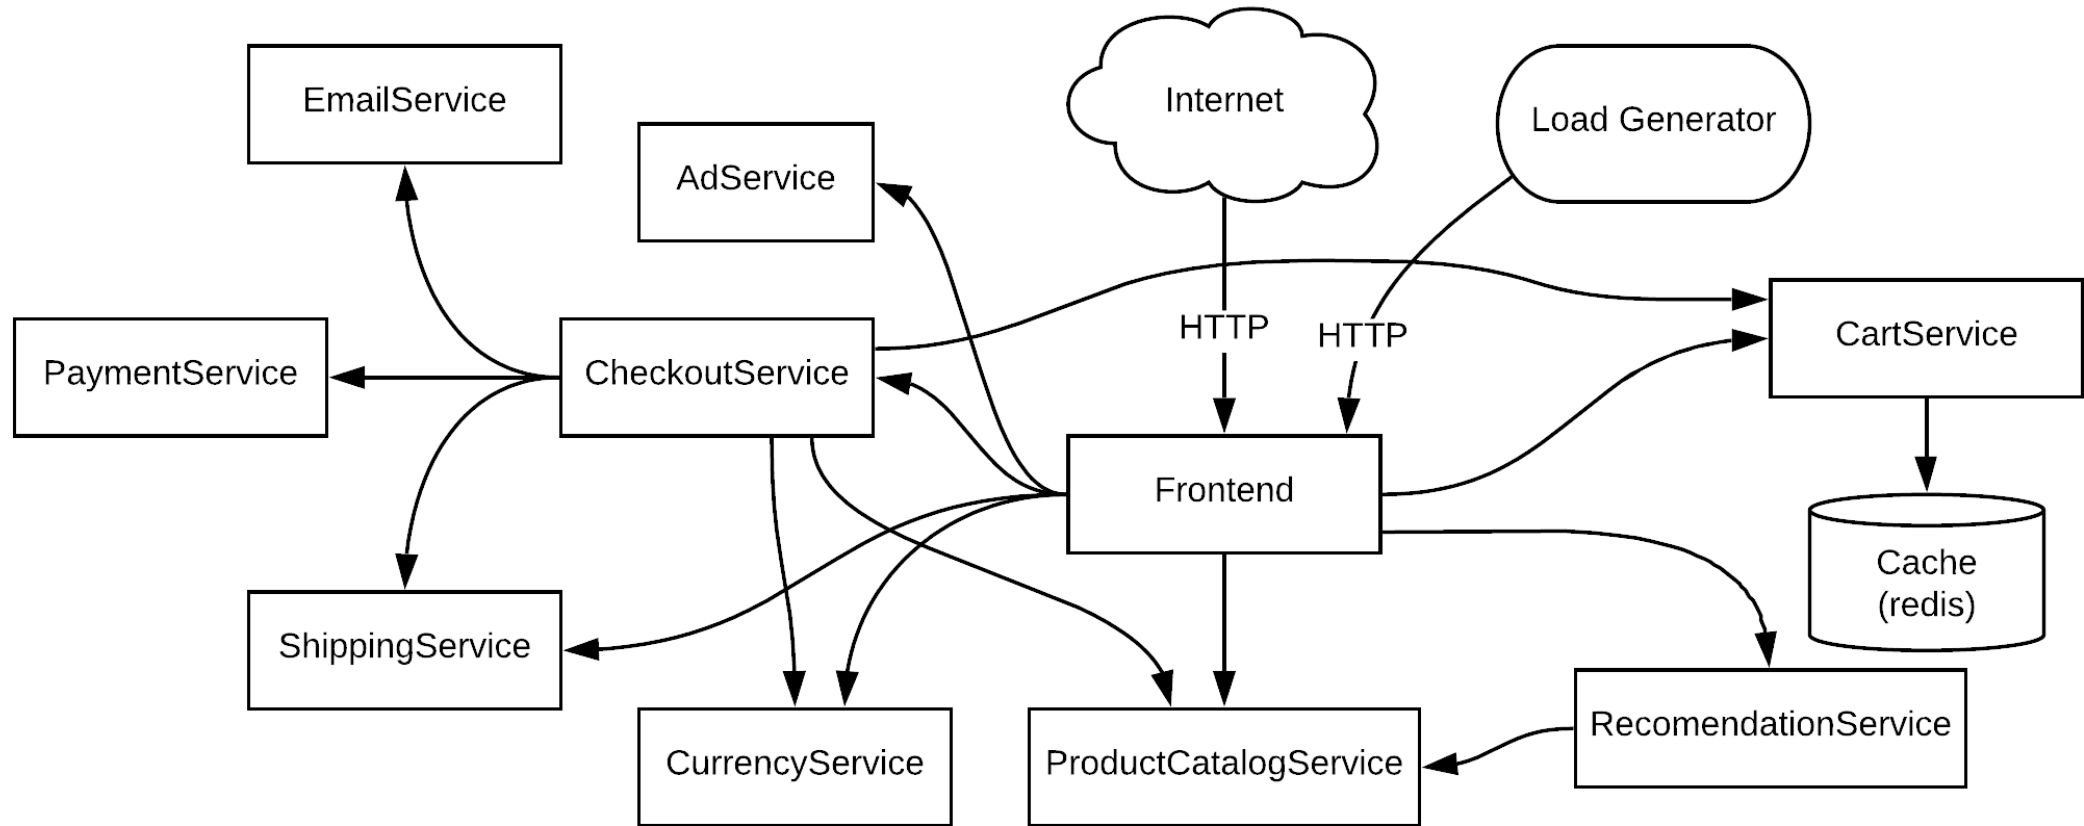 EmailService
Internet
Load Generator
AdService
HTTP
HTTP
CartService
PaymentService
CheckoutService
Frontend
Cache
(redis)
ShippingService
RecomendationService
CurrencyService
ProductCatalogService